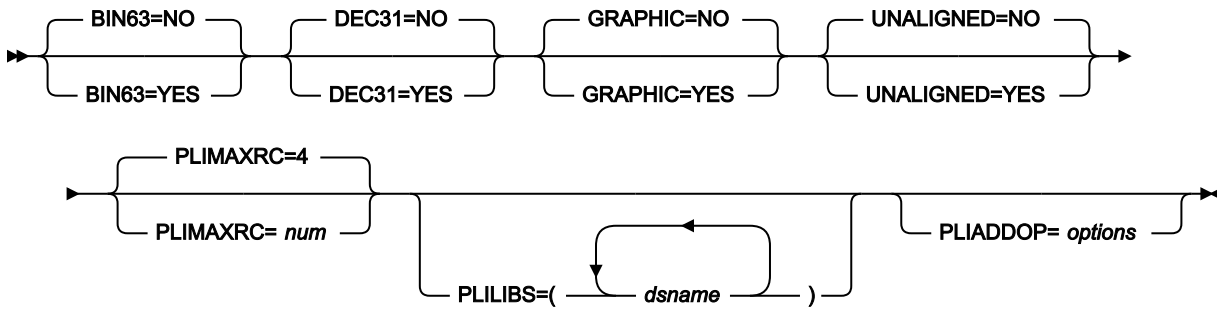 BIN63=NO DEC31=NO GRAPHIC=NO UNALIGNED=NO
BIN63=YES DEC31=YES GRAPHIC=YES UNALIGNED=YES
PLIMAXRC=4
PLIMAXRC= num PLIADDOP= options
PLILIBS=( dsname )